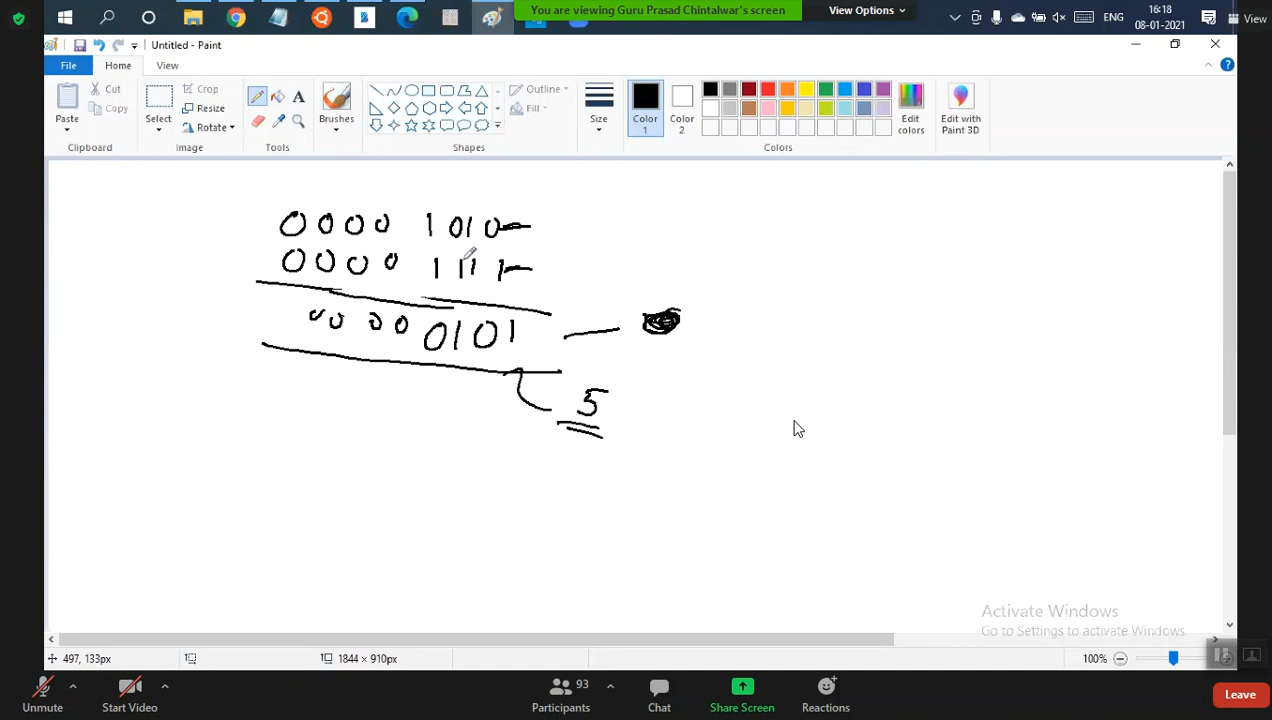 You are viewing Guru Prasad Chintalwar's screen
View Options
ENG
16:18
08-01-2021
View
Untitled - Paint
File
Home
View
Paste
Cut
Copy
Clipboard
Select
Crop
Resize
Rotate
Image
A
Tools
Brushes
Outline
Fill
Shapes
Size
Color 1
Color 2
Edit colors
Colors
Edit with Paint 3D
0000 1010
0000 1111
0000 0101
5
Activate Windows
Go to Settings to activate Windows.
497, 133px
1844 × 910px
100%
Unmute
Start Video
93
Participants
Chat
Share Screen
Reactions
Leave